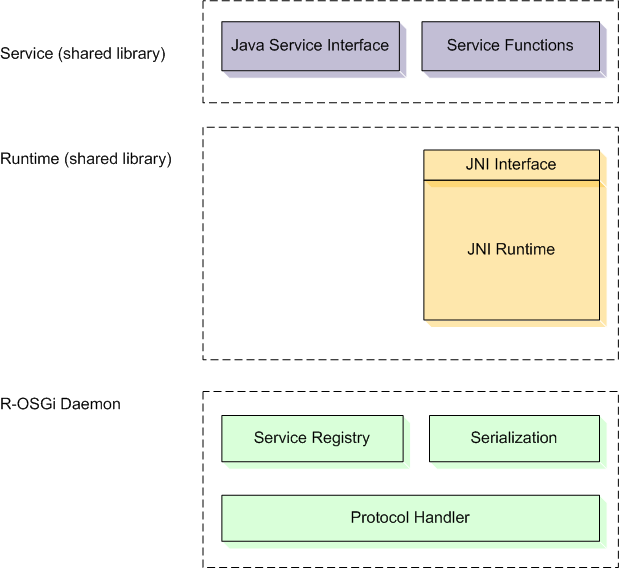 Service (shared library)
Java Service Interface
Service Functions
Runtime (shared library)
JNI Interface
JNI Runtime
R-OSGi Daemon
Service Registry
Serialization
Protocol Handler